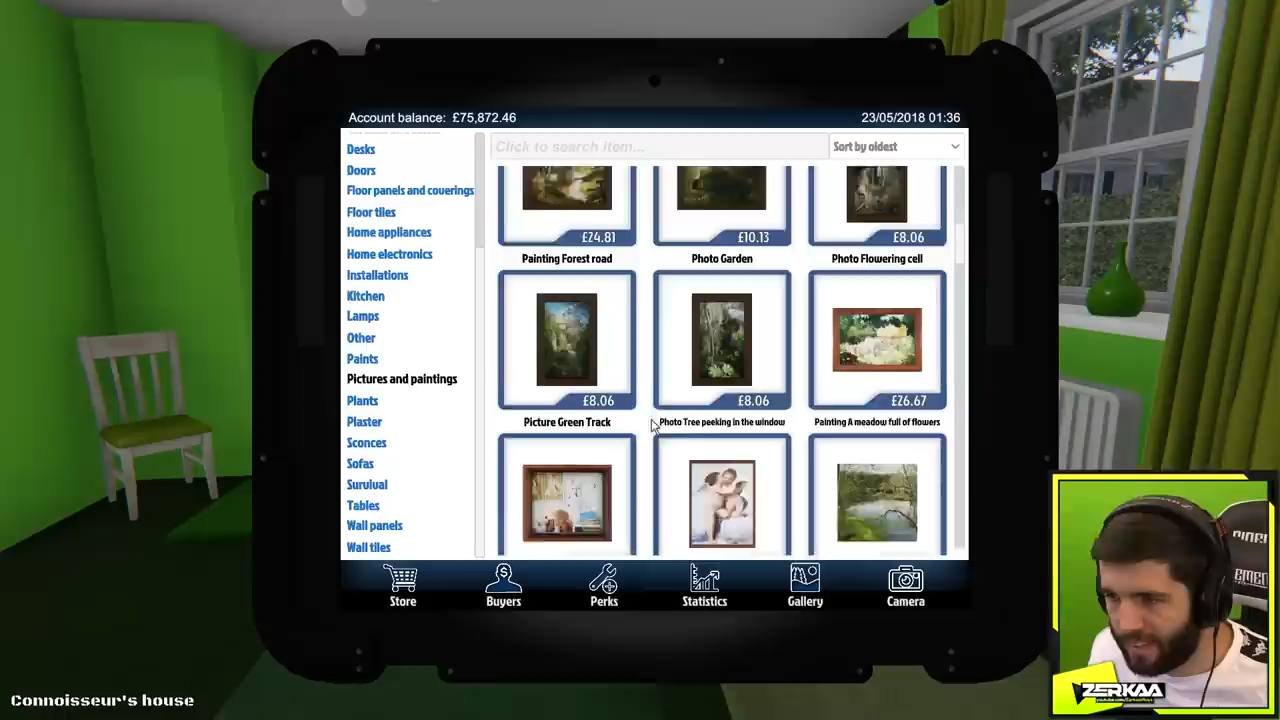 Account balance: £75,872.46
23/05/2018 01:36
Click to search item...
Sort by oldest
Desks
Doors
Floor panels and coverings
Floor tiles
Home appliances
Home electronics
Installations
Kitchen
Lamps
Other
Paints
Pictures and paintings
Plants
Plaster
Sconces
Sofas
Survival
Tables
Wall panels
Wall tiles
£24.81
£10.13
£8.06
Painting Forest road
Photo Garden
Photo Flowering cell
£8.06
£8.06
£26.67
Picture Green Track
Photo Tree peeking in the window
Painting A meadow full of flowers
Store
Buyers
Perks
Statistics
Gallery
Camera
Connoisseur's house
ZERKAA